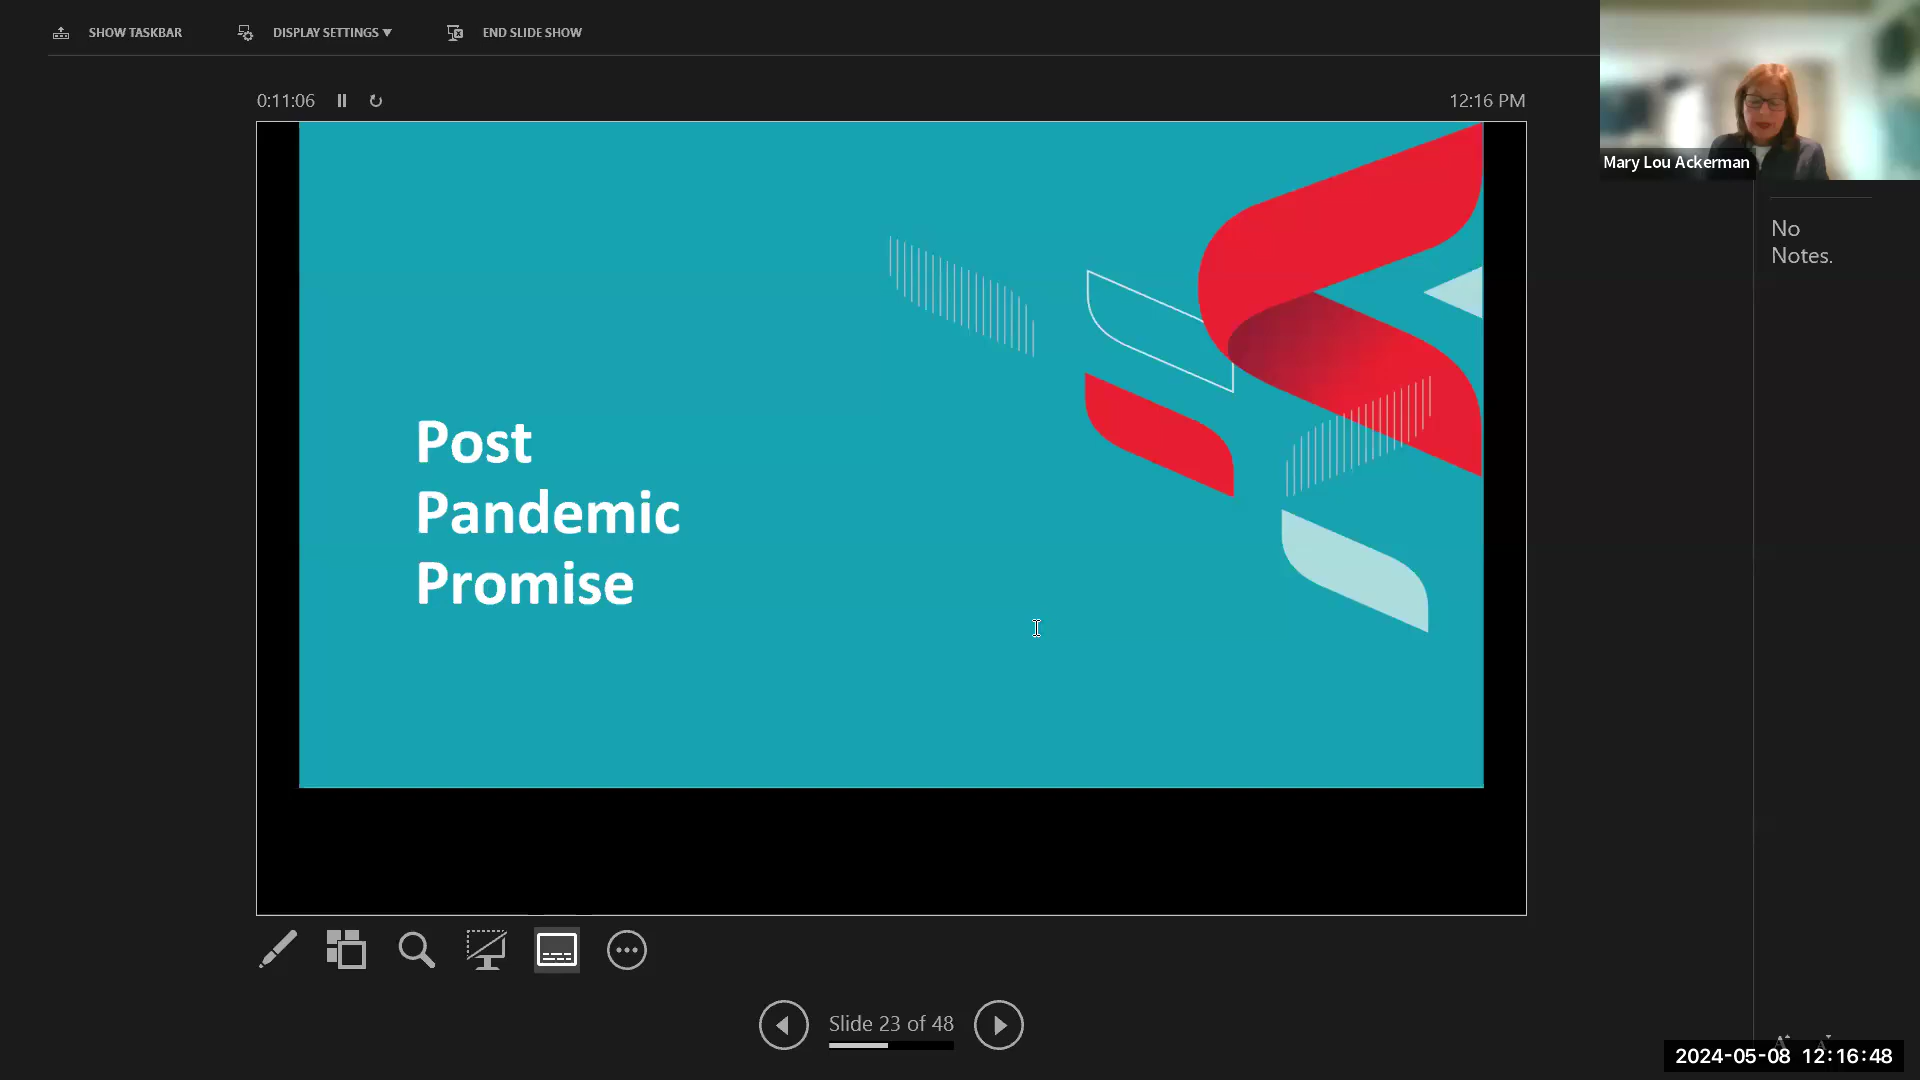 SHOW TASKBAR
DISPLAY SETTINGS ▼
END SLIDE SHOW
0:11:06
12:16 PM
Mary Lou Ackerman
No
Notes.
Post
Pandemic
Promise
Slide 23 of 48
2024-05-08 12:16:48